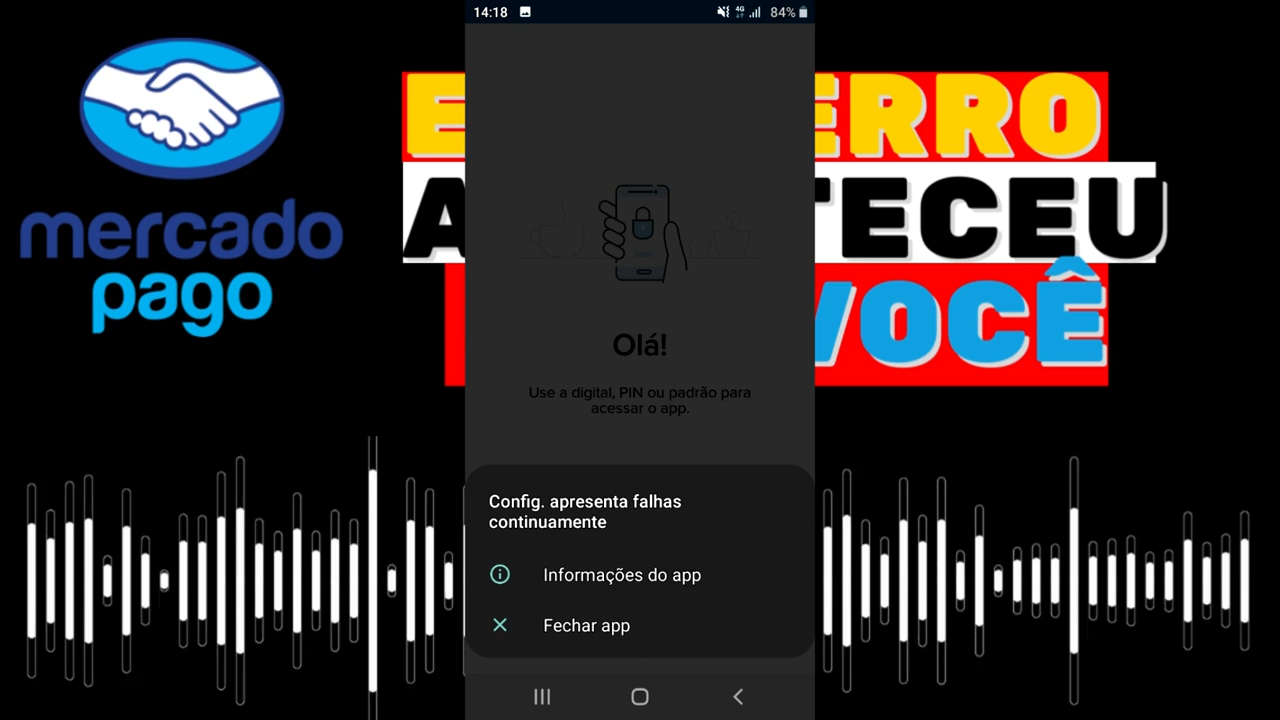 14:18
4G
84%
mercado
pago
E ERRO
A TECEU
VOCÊ
Olá!
Use a digital, PIN ou padrão para
acessar o app.
Config. apresenta falhas
continuamente
Informações do app
Fechar app